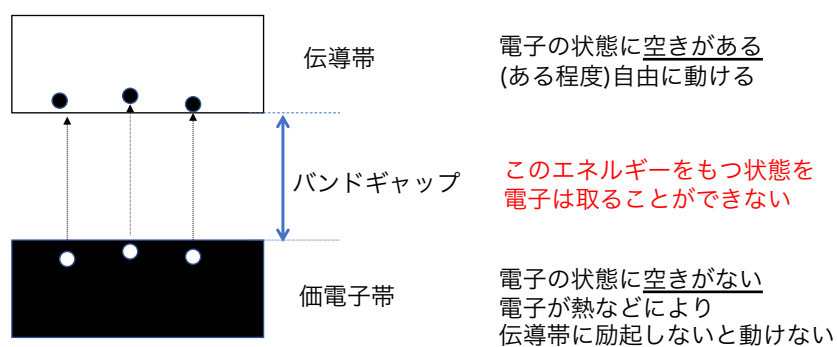 伝導帯
電子の状態に空きがある
(ある程度)自由に動ける
バンドギャップ
このエネルギーをもつ状態を
電子は取ることができない
価電子帯
電子の状態に空きがない
電子が熱などにより
伝導帯に励起しないと動けない